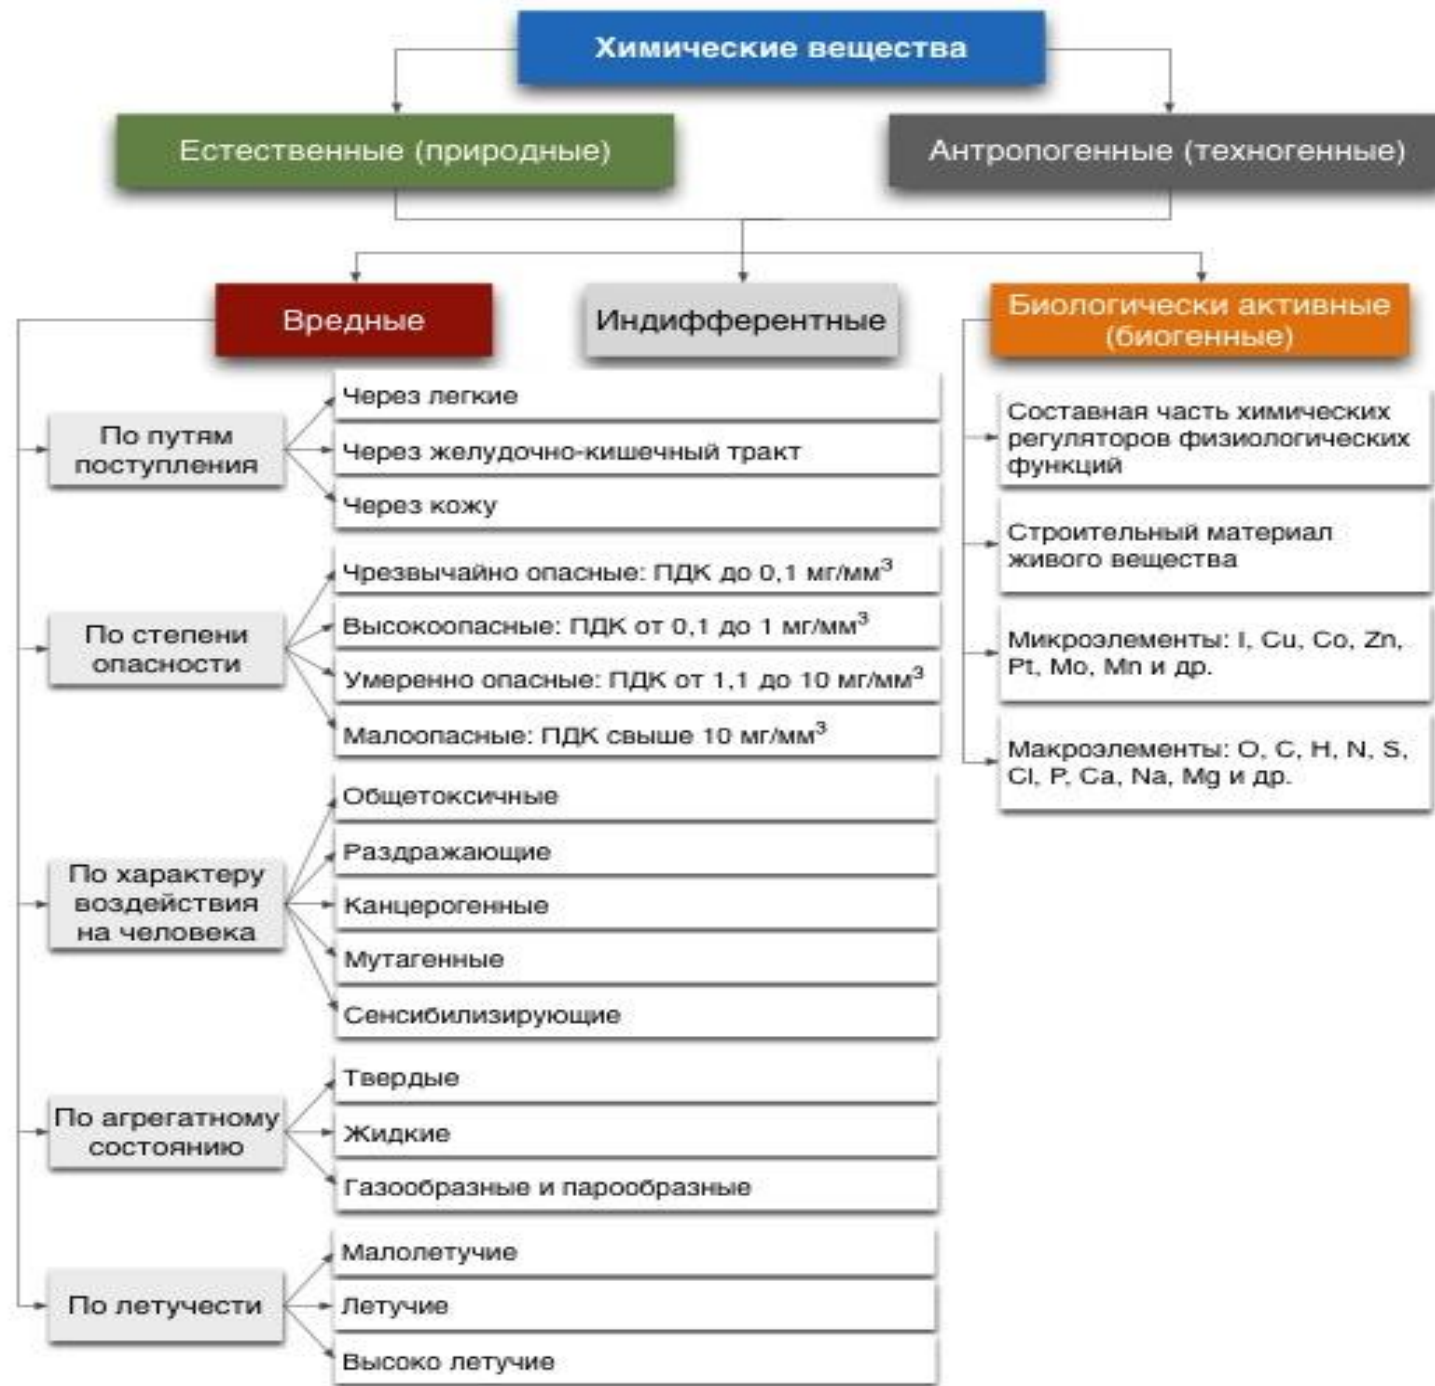 Химические вещества
Естественные (природные)
Антропогенные (техногенные)
Вредные
Индифферентные
Биологически активные
(биогенные)
По путям
поступления
Через легкие
Через желудочно-кишечный тракт
Через кожу
По степени
опасности
Чрезвычайно опасные: ПДК до 0,1 мг/мм³
Высокоопасные: ПДК от 0,1 до 1 мг/мм³
Умеренно опасные: ПДК от 1,1 до 10 мг/мм³
Малоопасные: ПДК свыше 10 мг/мм³
По характеру
воздействия
на человека
Общетоксичные
Раздражающие
Канцерогенные
Мутагенные
Сенсибилизирующие
По агрегатному
состоянию
Твердые
Жидкие
Газообразные и парообразные
По летучести
Малолетучие
Летучие
Высоко летучие
Составная часть химических
регуляторов физиологических
функций
Строительный материал
живого вещества
Микроэлементы: I, Cu, Co, Zn,
Pt, Mo, Mn и др.
Макроэлементы: O, C, H, N, S,
Cl, P, Ca, Na, Mg и др.